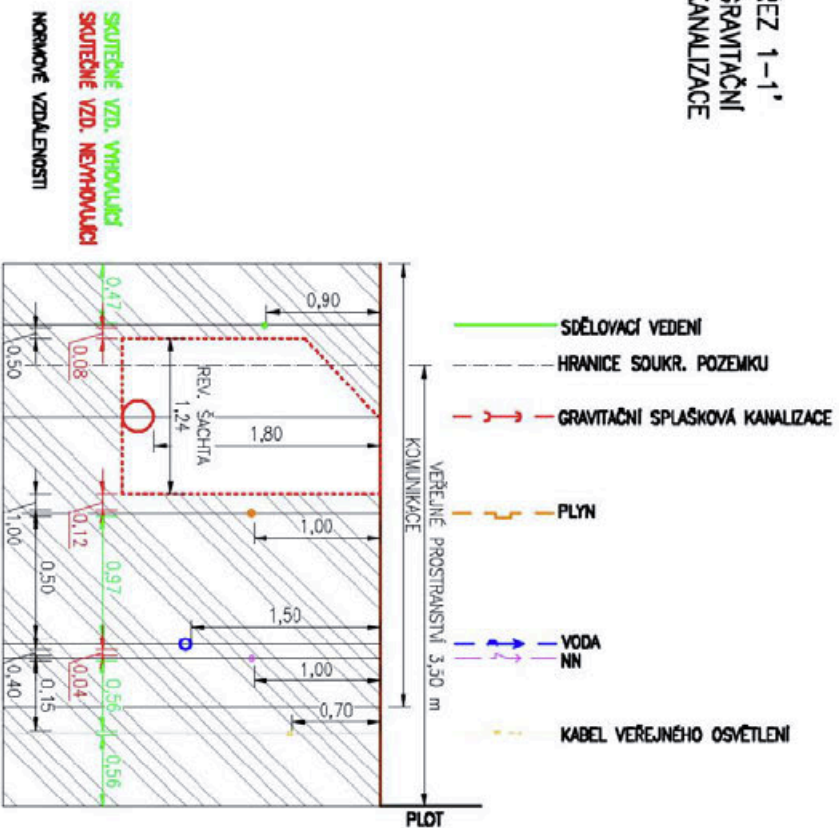 ŘEZ 1-1'
GRAVITAČNÍ
KANALIZACE
SDĚLOVACÍ VEDENÍ
HRANICE SOUKR. POZEMKU
GRAVITAČNÍ SPLAŠKOVÁ KANALIZACE
PLYN
VODA
NN
KABEL VEŘEJNÉHO OSVĚTLENÍ
PLOT
VEŘEJNÉ PROSTRANSTVÍ 3,50 m
KOMUNIKACE
0,90
REV. ŠACHTA
1,24
1,80
1,00
1,50
1,00
0,70
SKUTEČNÉ VZD. VYHOVUJÍCÍ
SKUTEČNÉ VZD. NEVYHOVUJÍCÍ
NORMOVÉ VZDÁLENOSTI
0,47
0,97
0,56
0,56
0,08
0,12
0,04
0,50
1,00
0,50
0,40
0,15